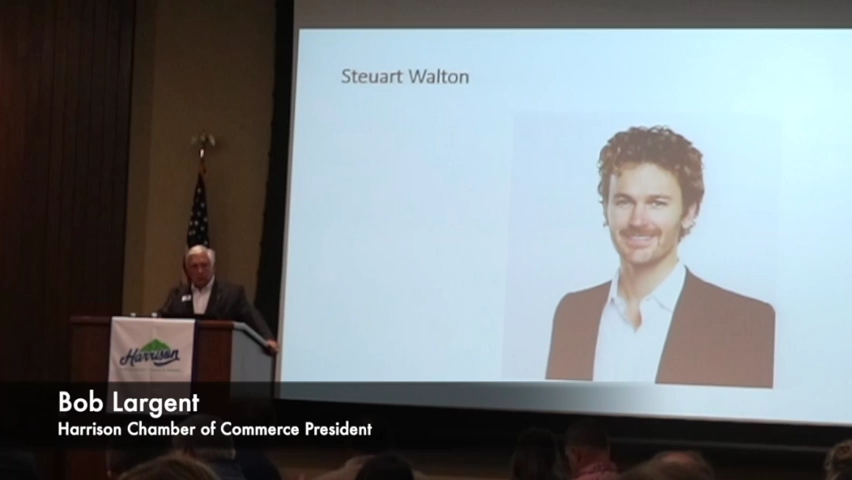 Steuart Walton
Harrison
Bob Largent
Harrison Chamber of Commerce President